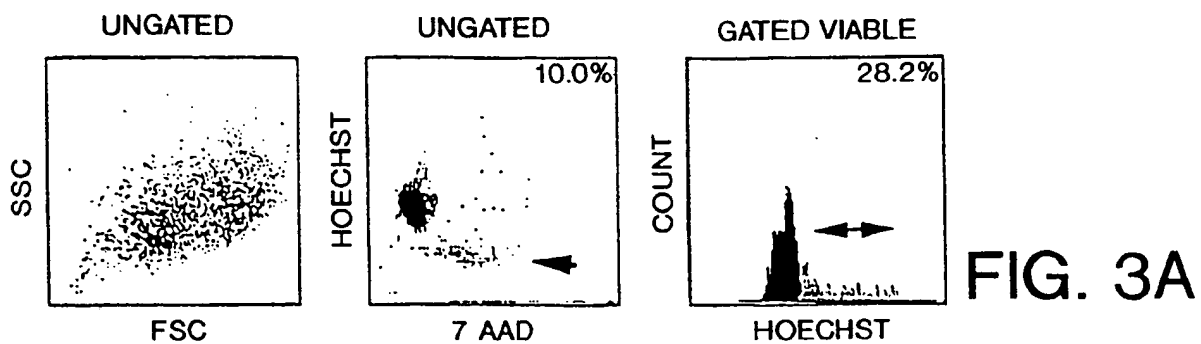 UNGATED
SSC
FSC
UNGATED
10.0%
HOECHST
7 AAD
GATED VIABLE
28.2%
COUNT
HOECHST
FIG. 3A